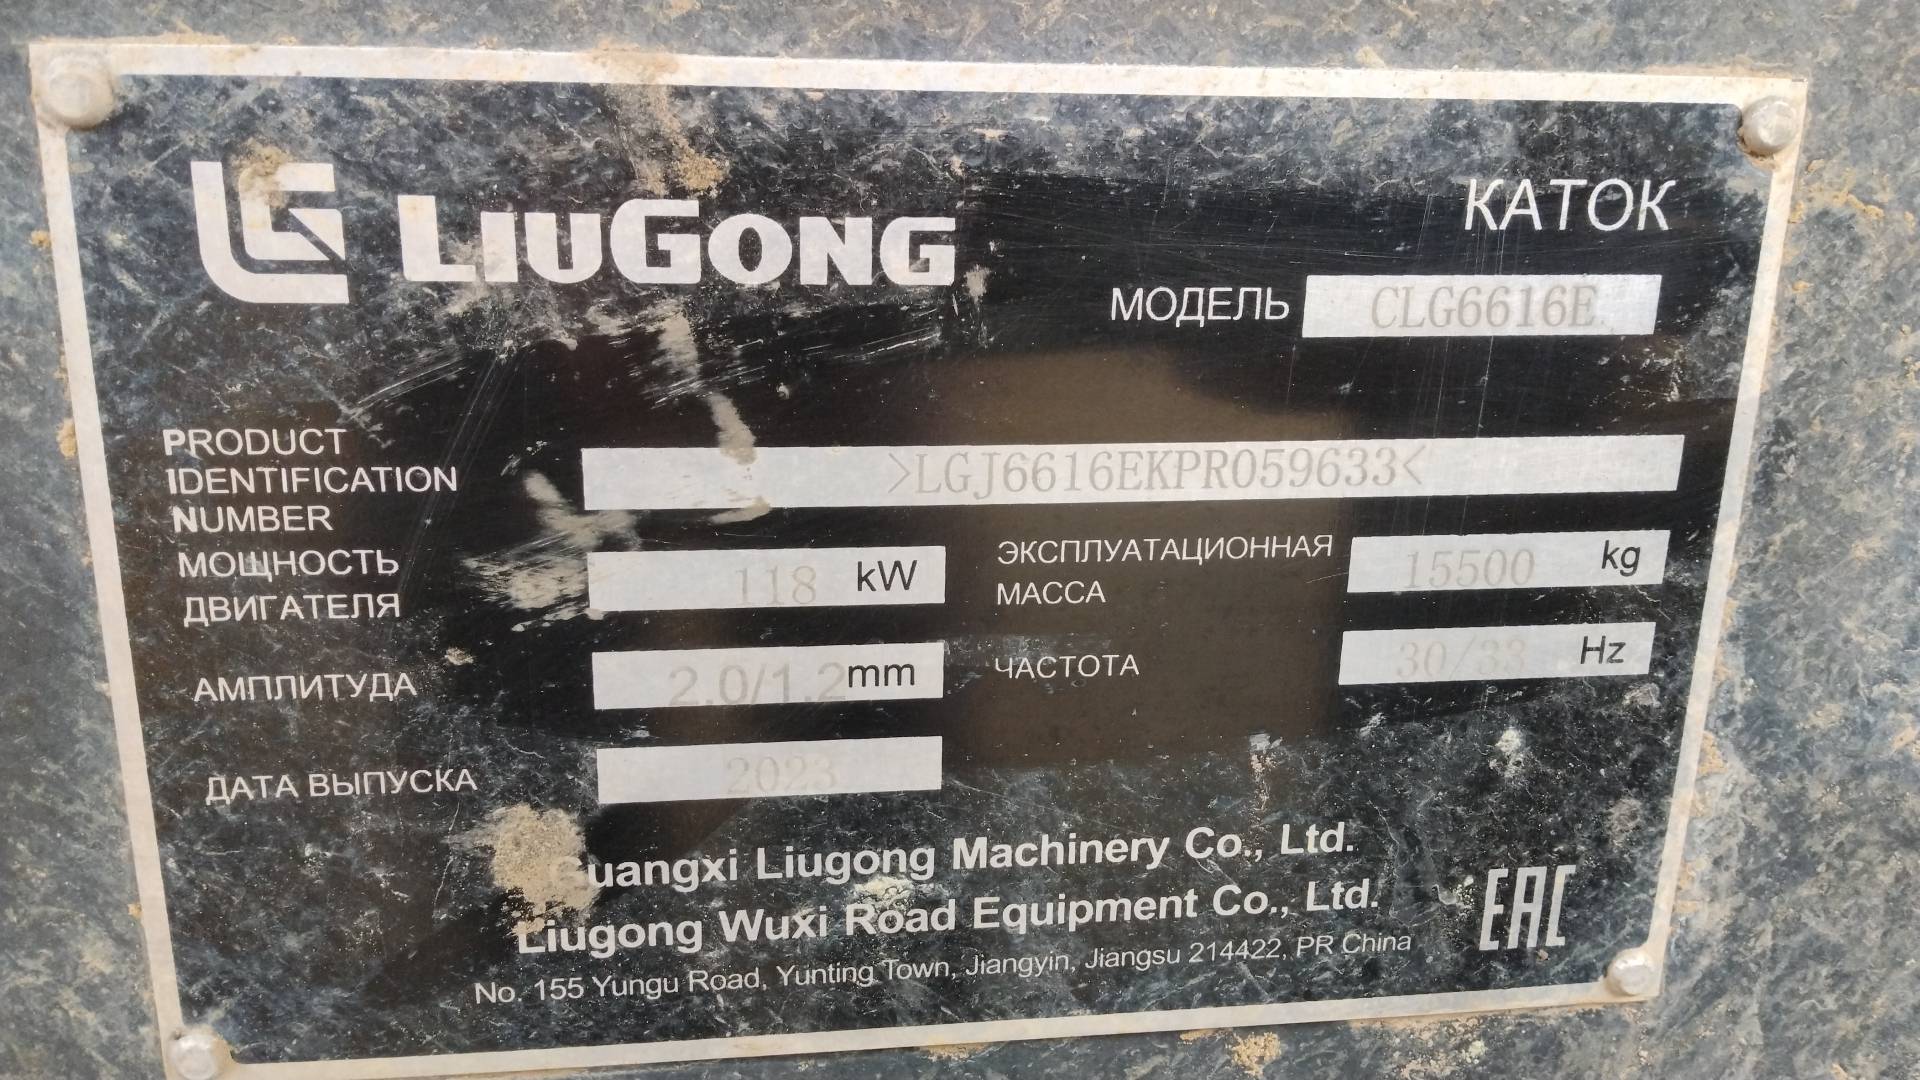 LG LIUGONG
КАТОК
МОДЕЛЬ CLG6616E
PRODUCT
IDENTIFICATION
NUMBER
>LGJ6616EKPR059633<
МОЩНОСТЬ
ДВИГАТЕЛЯ
118 kW
ЭКСПЛУАТАЦИОННАЯ
МАССА
15500 kg
АМПЛИТУДА 2.0/1.2 mm
ЧАСТОТА 30/33 Hz
ДАТА ВЫПУСКА 2023
Guangxi Liugong Machinery Co., Ltd.
Liugong Wuxi Road Equipment Co., Ltd.
No. 155 Yungu Road, Yunting Town, Jiangyin, Jiangsu 214422, PR China
EAC